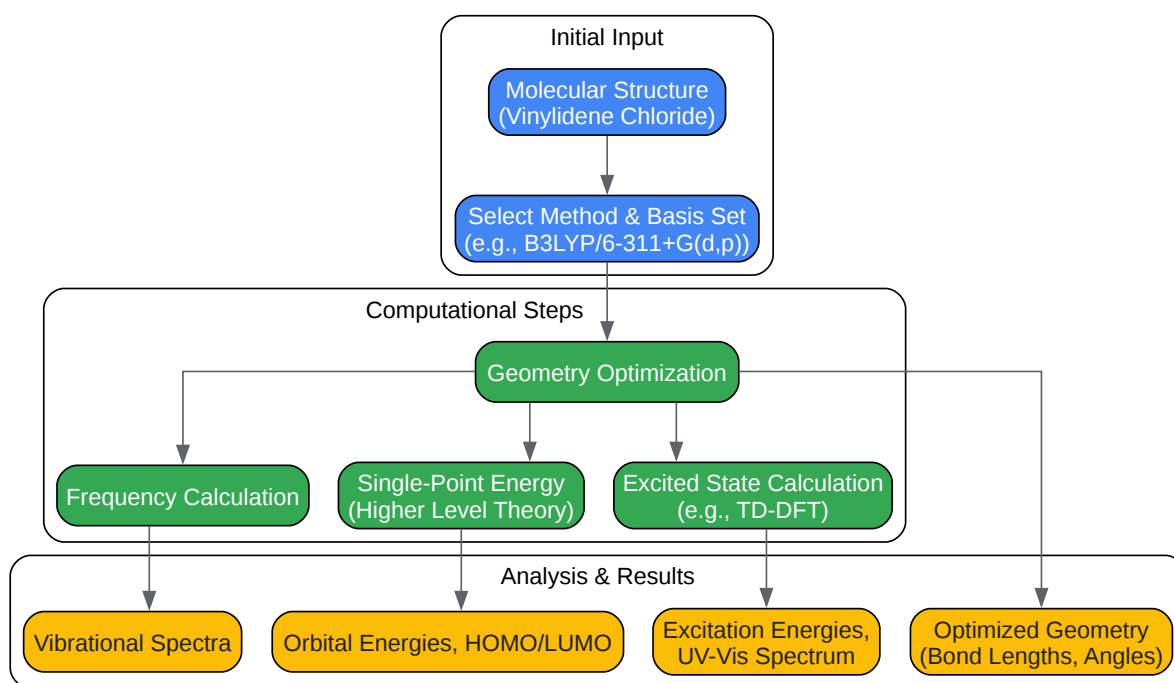 Initial Input
Molecular Structure
(Vinylidene Chloride)
Select Method & Basis Set
(e.g., B3LYP/6-311+G(d,p))
Computational Steps
Geometry Optimization
Frequency Calculation
Single-Point Energy
(Higher Level Theory)
Excited State Calculation
(e.g., TD-DFT)
Analysis & Results
Vibrational Spectra
Orbital Energies, HOMO/LUMO
Excitation Energies,
UV-Vis Spectrum
Optimized Geometry
(Bond Lengths, Angles)